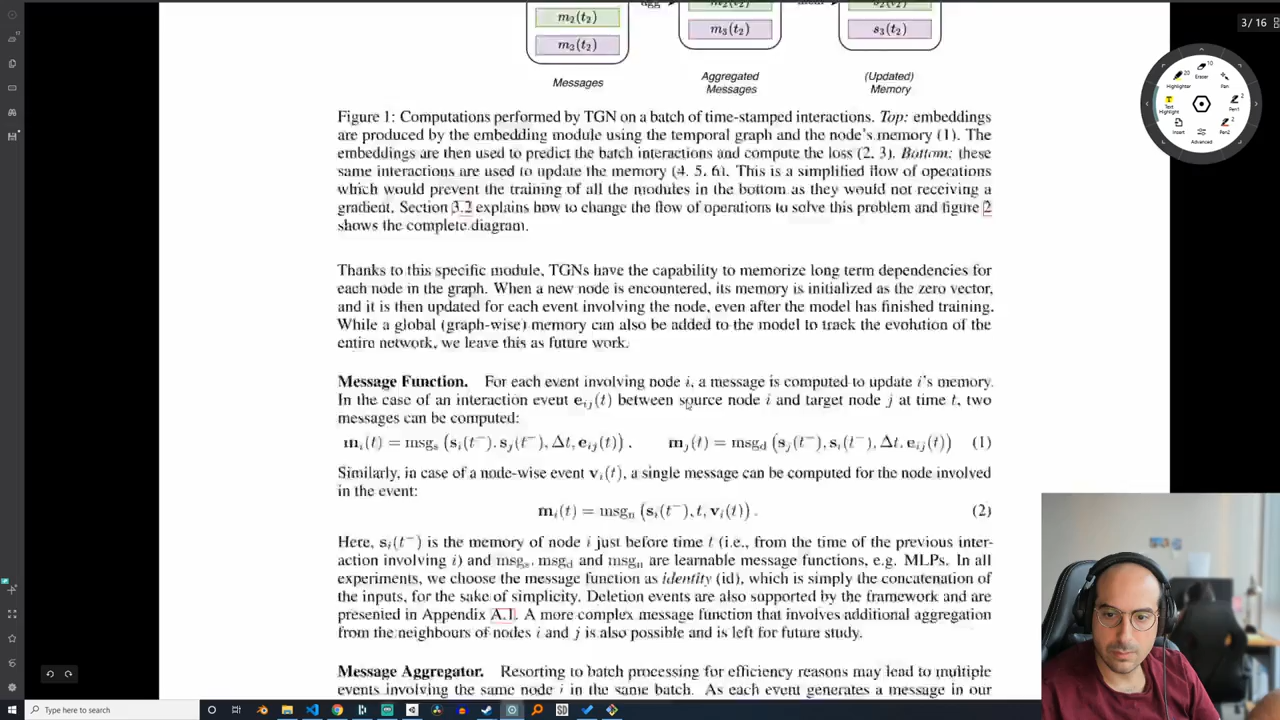 m₂(t₂)
agg
m₂(t₂)
s₂(t₂)
m₃(t₂)
m₃(t₂)
s₃(t₂)
3 / 16
Messages
Aggregated
Messages
(Updated)
Memory
Highlighter
20
Eraser
10
Pan
Text
Highlight
Pen1
2
Insert
Pen2
2
Advanced
Figure 1: Computations performed by TGN on a batch of time-stamped interactions. Top: embeddings
are produced by the embedding module using the temporal graph and the node's memory (1). The
embeddings are then used to predict the batch interactions and compute the loss (2, 3). Bottom: these
same interactions are used to update the memory (4, 5, 6). This is a simplified flow of operations
which would prevent the training of all the modules in the bottom as they would not receiving a
gradient. Section 3.2 explains how to change the flow of operations to solve this problem and figure 2
shows the complete diagram.
Thanks to this specific module, TGNs have the capability to memorize long term dependencies for
each node in the graph. When a new node is encountered, its memory is initialized as the zero vector,
and it is then updated for each event involving the node, even after the model has finished training.
While a global (graph-wise) memory can also be added to the model to track the evolution of the
entire network, we leave this as future work.
Message Function. For each event involving node i, a message is computed to update i's memory.
In the case of an interaction event eᵢⱼ(t) between source node i and target node j at time t, two
messages can be computed:
mᵢ(t) = msgₛ (sᵢ(t⁻), sⱼ(t⁻), Δt, eᵢⱼ(t)) , mⱼ(t) = msg_d (sⱼ(t⁻), sᵢ(t⁻), Δt, eᵢⱼ(t)) (1)
Similarly, in case of a node-wise event vᵢ(t), a single message can be computed for the node involved
in the event:
mᵢ(t) = msgₙ (sᵢ(t⁻), t, vᵢ(t)) . (2)
Here, sᵢ(t⁻) is the memory of node i just before time t (i.e., from the time of the previous inter-
action involving i) and msgₛ, msg_d and msgₙ are learnable message functions, e.g. MLPs. In all
experiments, we choose the message function as identity (id), which is simply the concatenation of
the inputs, for the sake of simplicity. Deletion events are also supported by the framework and are
presented in Appendix A.1. A more complex message function that involves additional aggregation
from the neighbours of nodes i and j is also possible and is left for future study.
Message Aggregator. Resorting to batch processing for efficiency reasons may lead to multiple
events involving the same node i in the same batch. As each event generates a message in our
Type here to search